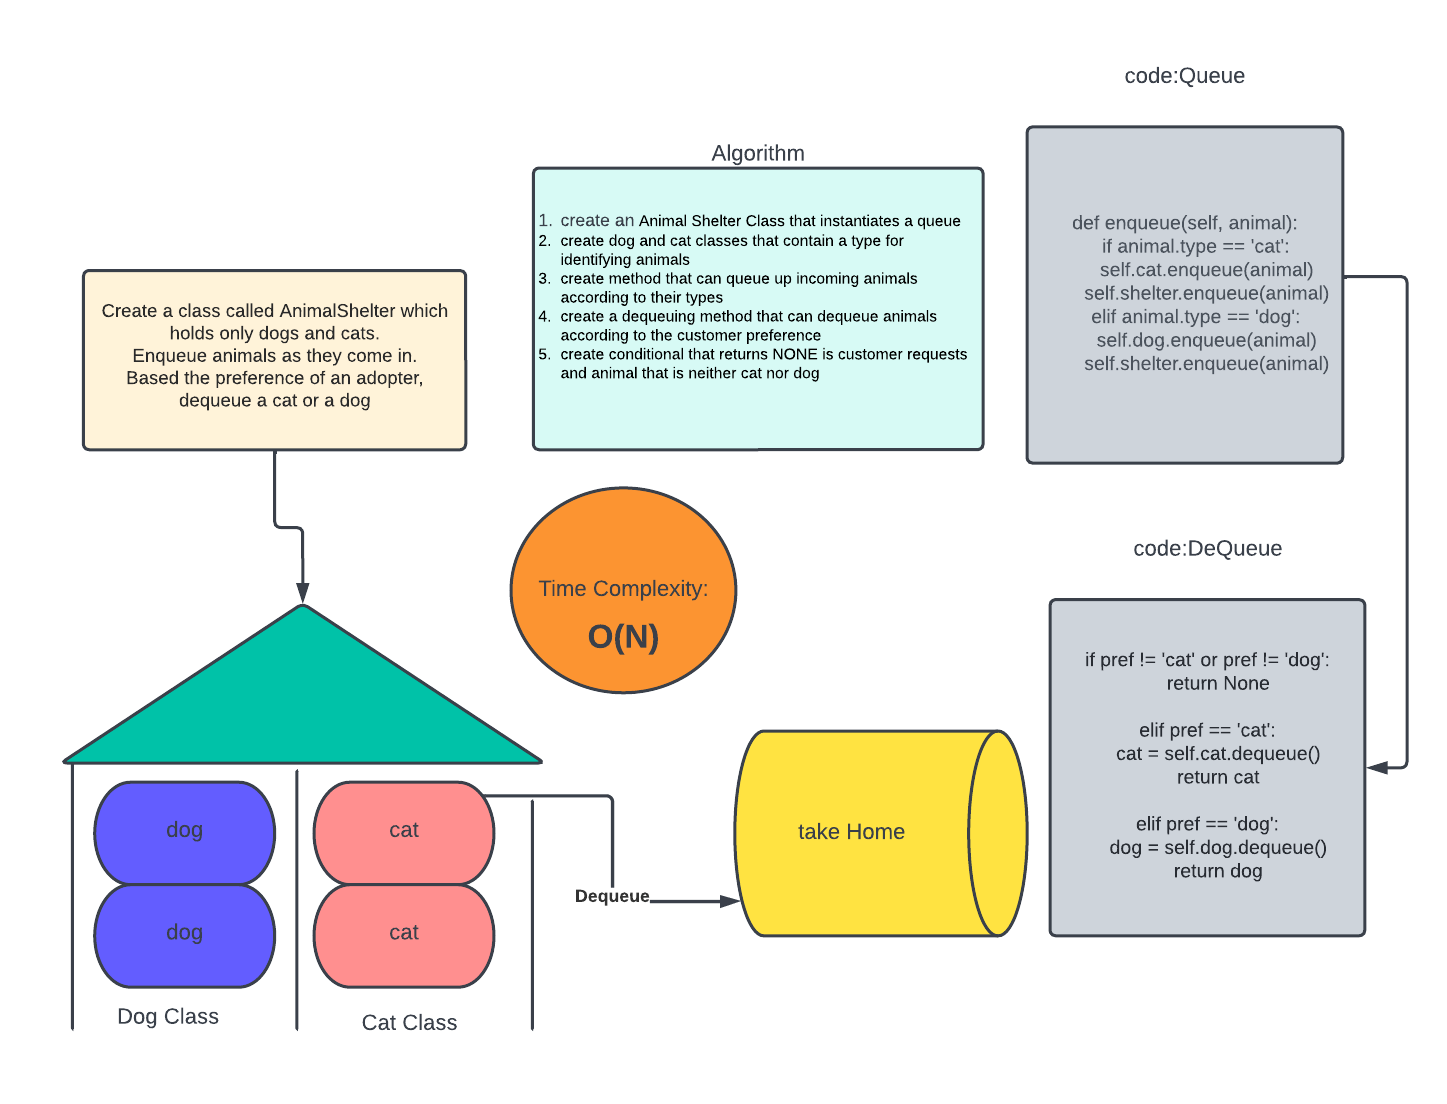 code:Queue
Algorithm
1. create an Animal Shelter Class that instantiates a queue
2. create dog and cat classes that contain a type for
identifying animals
3. create method that can queue up incoming animals
according to their types
4. create a dequeuing method that can dequeue animals
according to the customer preference
5. create conditional that returns NONE is customer requests
and animal that is neither cat nor dog
def enqueue(self, animal):
if animal.type == 'cat':
self.cat.enqueue(animal)
self.shelter.enqueue(animal)
elif animal.type == 'dog':
self.dog.enqueue(animal)
self.shelter.enqueue(animal)
Create a class called AnimalShelter which
holds only dogs and cats.
Enqueue animals as they come in.
Based the preference of an adopter,
dequeue a cat or a dog
Time Complexity:
O(N)
code:DeQueue
if pref != 'cat' or pref != 'dog':
return None
elif pref == 'cat':
cat = self.cat.dequeue()
return cat
elif pref == 'dog':
dog = self.dog.dequeue()
return dog
dog
cat
take Home
Dequeue
dog
cat
Dog Class
Cat Class